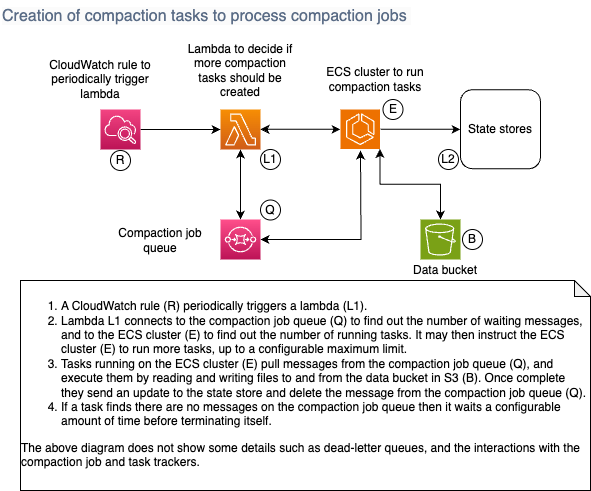 Creation of compaction tasks to process compaction jobs
CloudWatch rule to
periodically trigger
lambda
Lambda to decide if
more compaction
tasks should be
created
ECS cluster to run
compaction tasks
E
State stores
R
L1
L2
Q
Compaction job
queue
B
Data bucket
1. A CloudWatch rule (R) periodically triggers a lambda (L1).
2. Lambda L1 connects to the compaction job queue (Q) to find out the number of waiting messages,
and to the ECS cluster (E) to find out the number of running tasks. It may then instruct the ECS
cluster (E) to run more tasks, up to a configurable maximum limit.
3. Tasks running on the ECS cluster (E) pull messages from the compaction job queue (Q), and
execute them by reading and writing files to and from the data bucket in S3 (B). Once complete
they send an update to the state store and delete the message from the compaction job queue (Q).
4. If a task finds there are no messages on the compaction job queue then it waits a configurable
amount of time before terminating itself.
The above diagram does not show some details such as dead-letter queues, and the interactions with the
compaction job and task trackers.